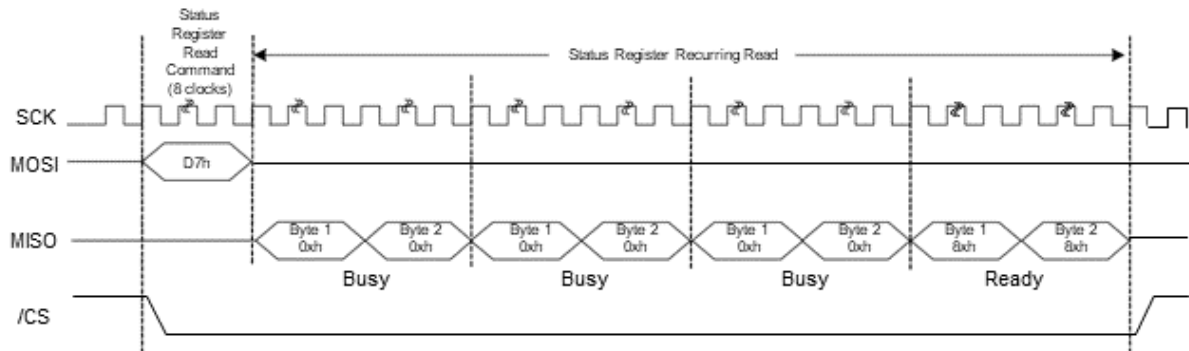 Status
Register
Read
Command
(8 clocks)
Status Register Recurring Read
SCK
MOSI
D7h
MISO
Byte 1
0xh
Byte 2
0xh
Byte 1
0xh
Byte 2
0xh
Byte 1
0xh
Byte 2
0xh
Byte 1
8xh
Byte 2
8xh
Busy
Busy
Busy
Ready
/CS